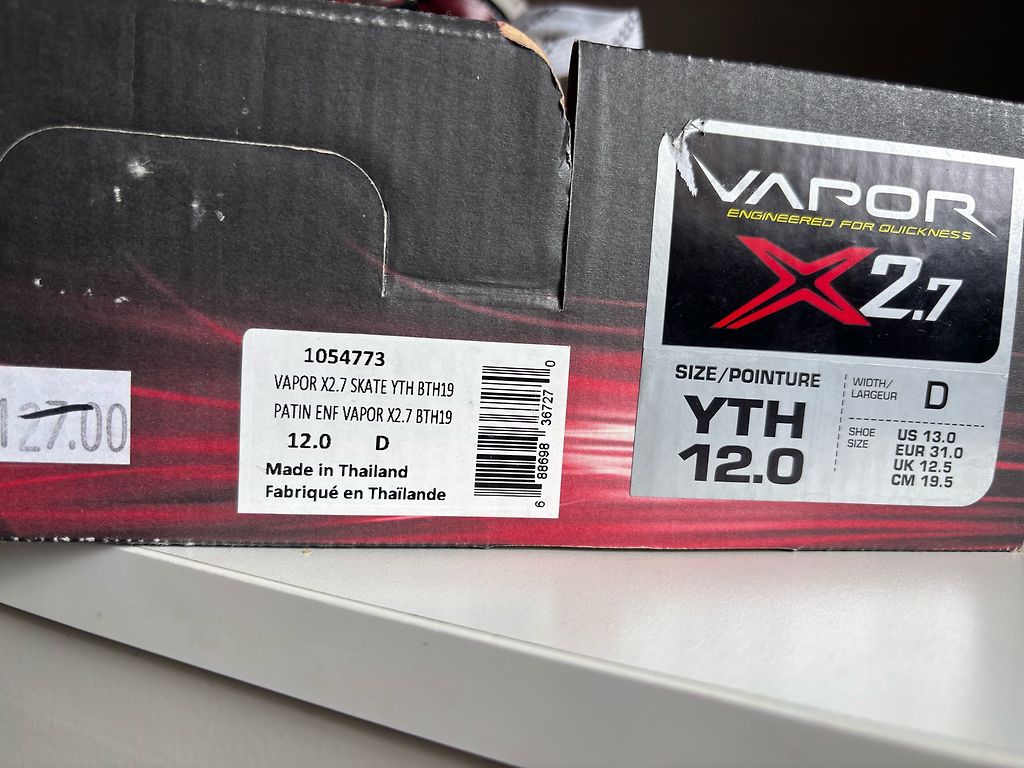 127.00
1054773
VAPOR X2.7 SKATE YTH BTH19
PATIN ENF VAPOR X2.7 BTH19
12.0 D
Made in Thailand
Fabriqué en Thaïlande
6 88698 36727 0
VAPOR
ENGINEERED FOR QUICKNESS
X2.7
SIZE/POINTURE
YTH
12.0
WIDTH/
LARGEUR
D
SHOE
SIZE
US 13.0
EUR 31.0
UK 12.5
CM 19.5